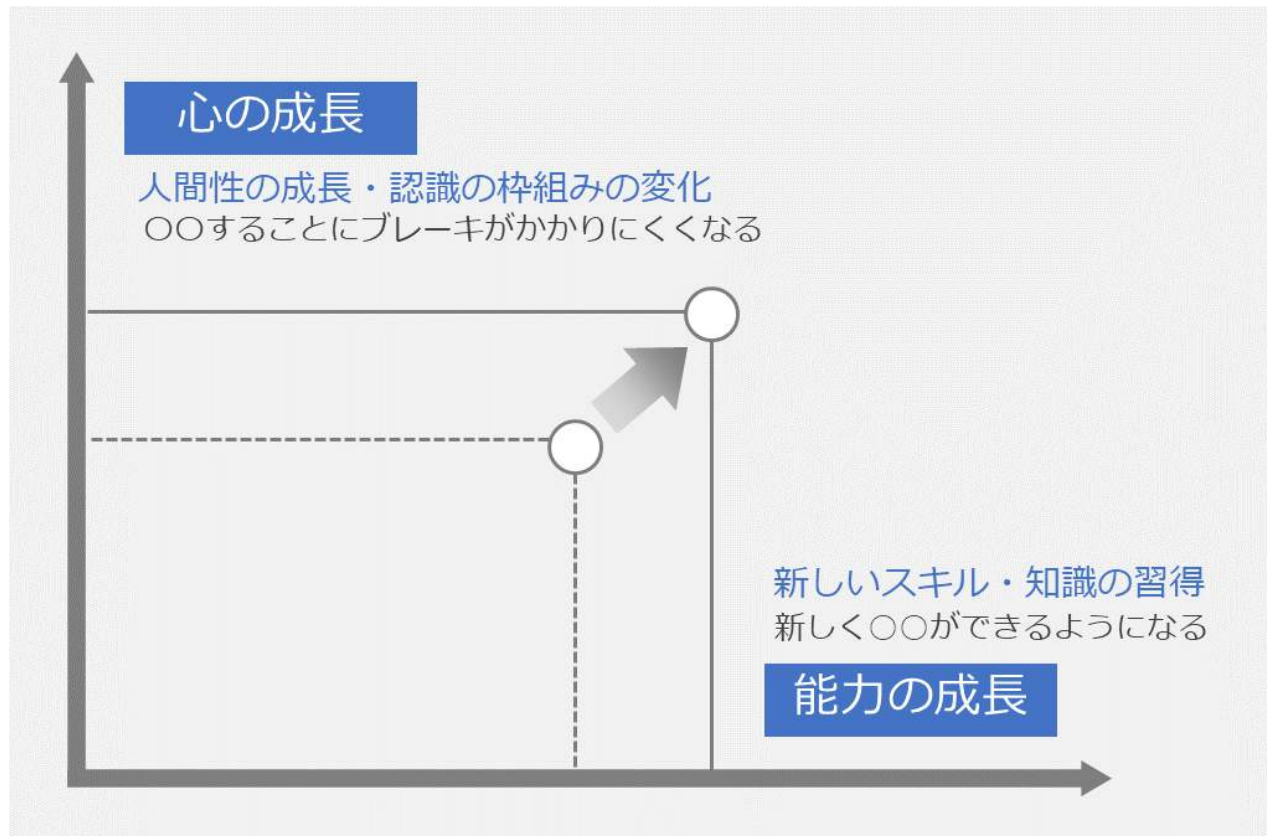 心の成長
人間性の成長・認識の枠組みの変化
〇〇することにブレーキがかかりにくくなる
新しいスキル・知識の習得
新しく○○ができるようになる
能力の成長